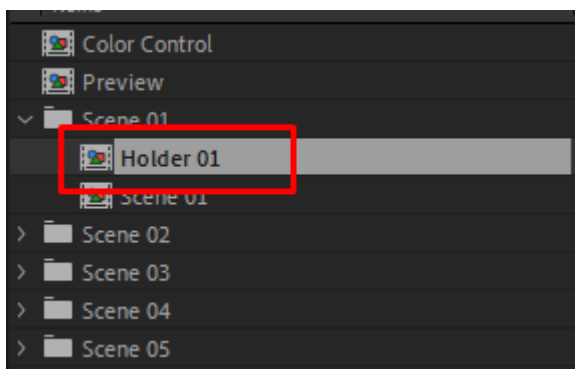 Color Control
Preview
Scene 01
Holder 01
Scene 01
Scene 02
Scene 03
Scene 04
Scene 05